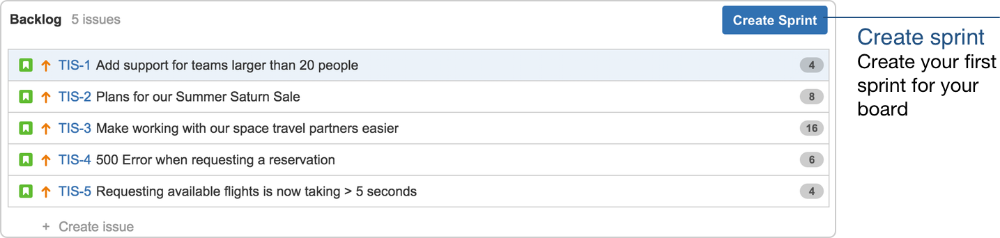 Backlog 5 issues
Create Sprint
TIS-1 Add support for teams larger than 20 people 4
TIS-2 Plans for our Summer Saturn Sale 8
TIS-3 Make working with our space travel partners easier 16
TIS-4 500 Error when requesting a reservation 6
TIS-5 Requesting available flights is now taking > 5 seconds 4
+ Create issue
Create sprint
Create your first
sprint for your
board